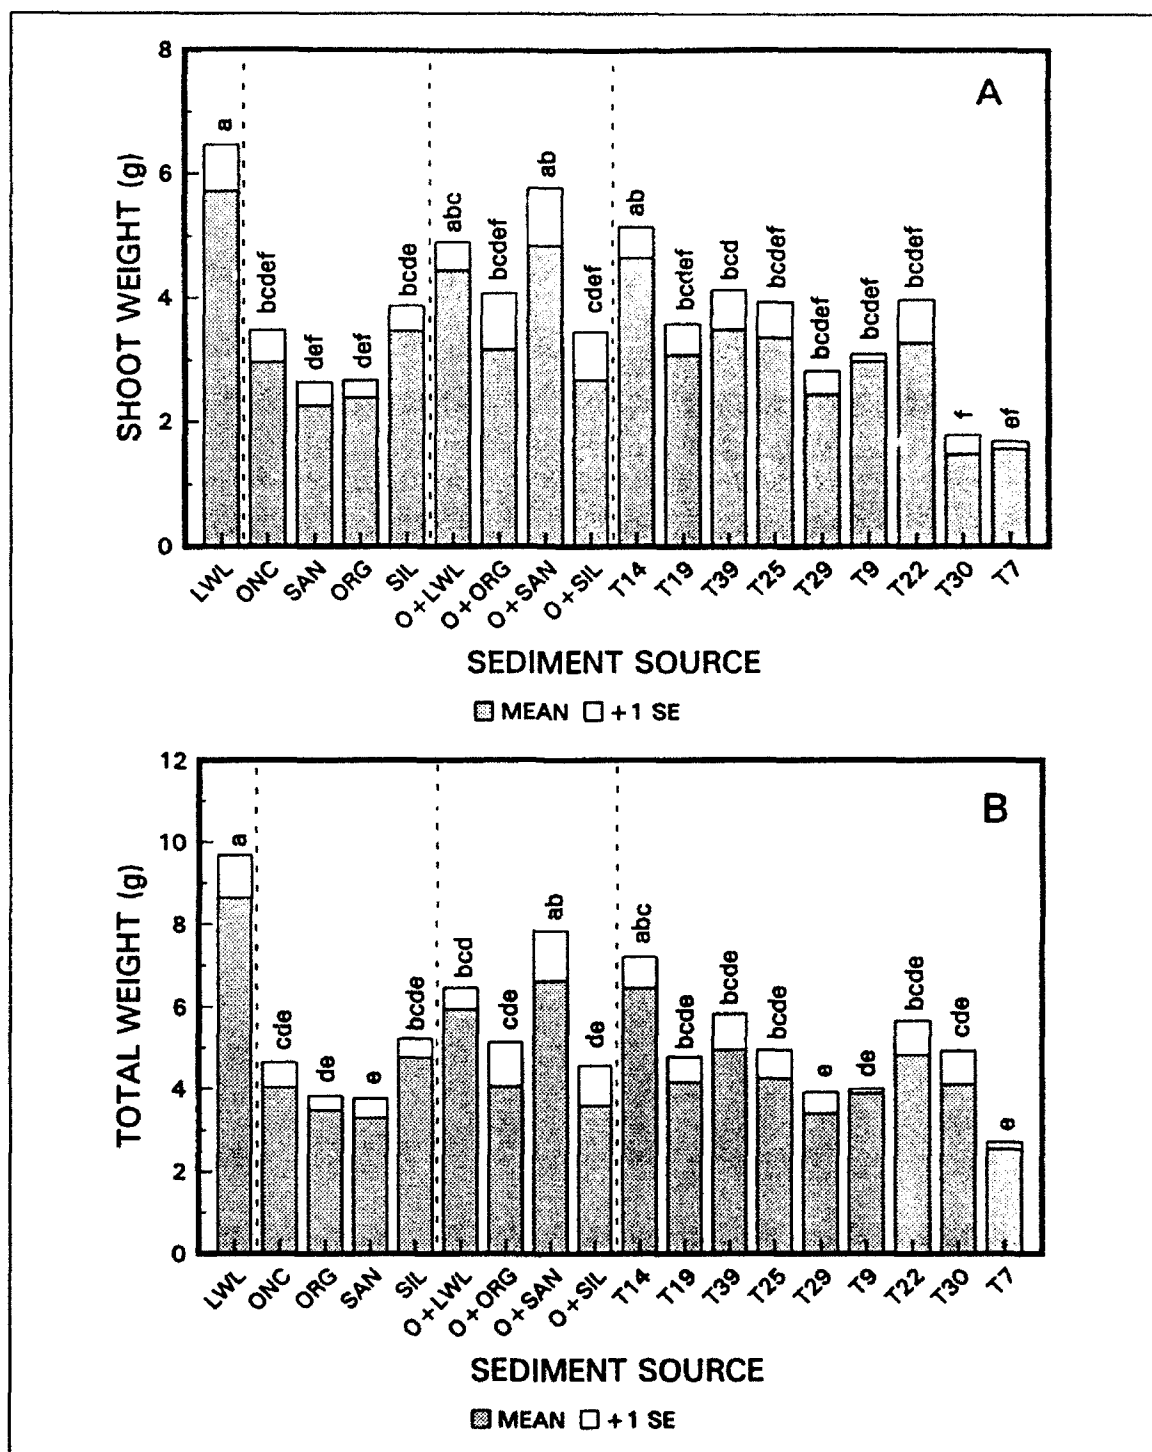 A
8
6
4
2
0
SHOOT WEIGHT (g)
a
bcdef
def
def
bcde
abc
bcdef
ab
cdef
ab
bcdef
bcd
bcdef
bcdef
bcdef
bcdef
f
ef
LWL
ONC
SAN
ORG
SIL
O+LWL
O+ORG
O+SAN
O+SIL
T14
T19
T39
T25
T29
T9
T22
T30
T7
SEDIMENT SOURCE
MEAN +1 SE
B
12
10
8
6
4
2
0
TOTAL WEIGHT (g)
a
cde
de
e
bcde
bcd
cde
ab
de
abc
bcde
bcde
bcde
e
de
bcde
cde
e
LWL
ONC
ORG
SAN
SIL
O+LWL
O+ORG
O+SAN
O+SIL
T14
T19
T39
T25
T29
T9
T22
T30
T7
SEDIMENT SOURCE
MEAN +1 SE